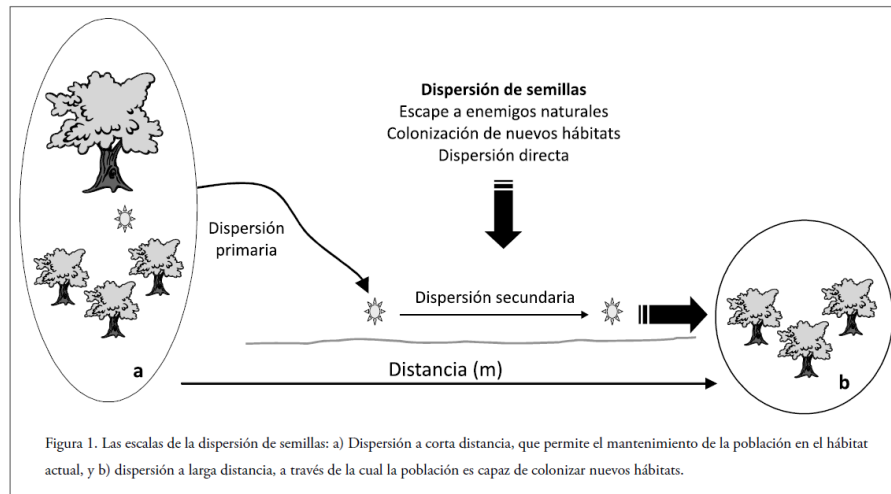 Dispersión de semillas
Escape a enemigos naturales
Colonización de nuevos hábitats
Dispersión directa
Dispersión
primaria
Dispersión secundaria
a
Distancia (m)
b
Figura 1. Las escalas de la dispersión de semillas: a) Dispersión a corta distancia, que permite el mantenimiento de la población en el hábitat
actual, y b) dispersión a larga distancia, a través de la cual la población es capaz de colonizar nuevos hábitats.